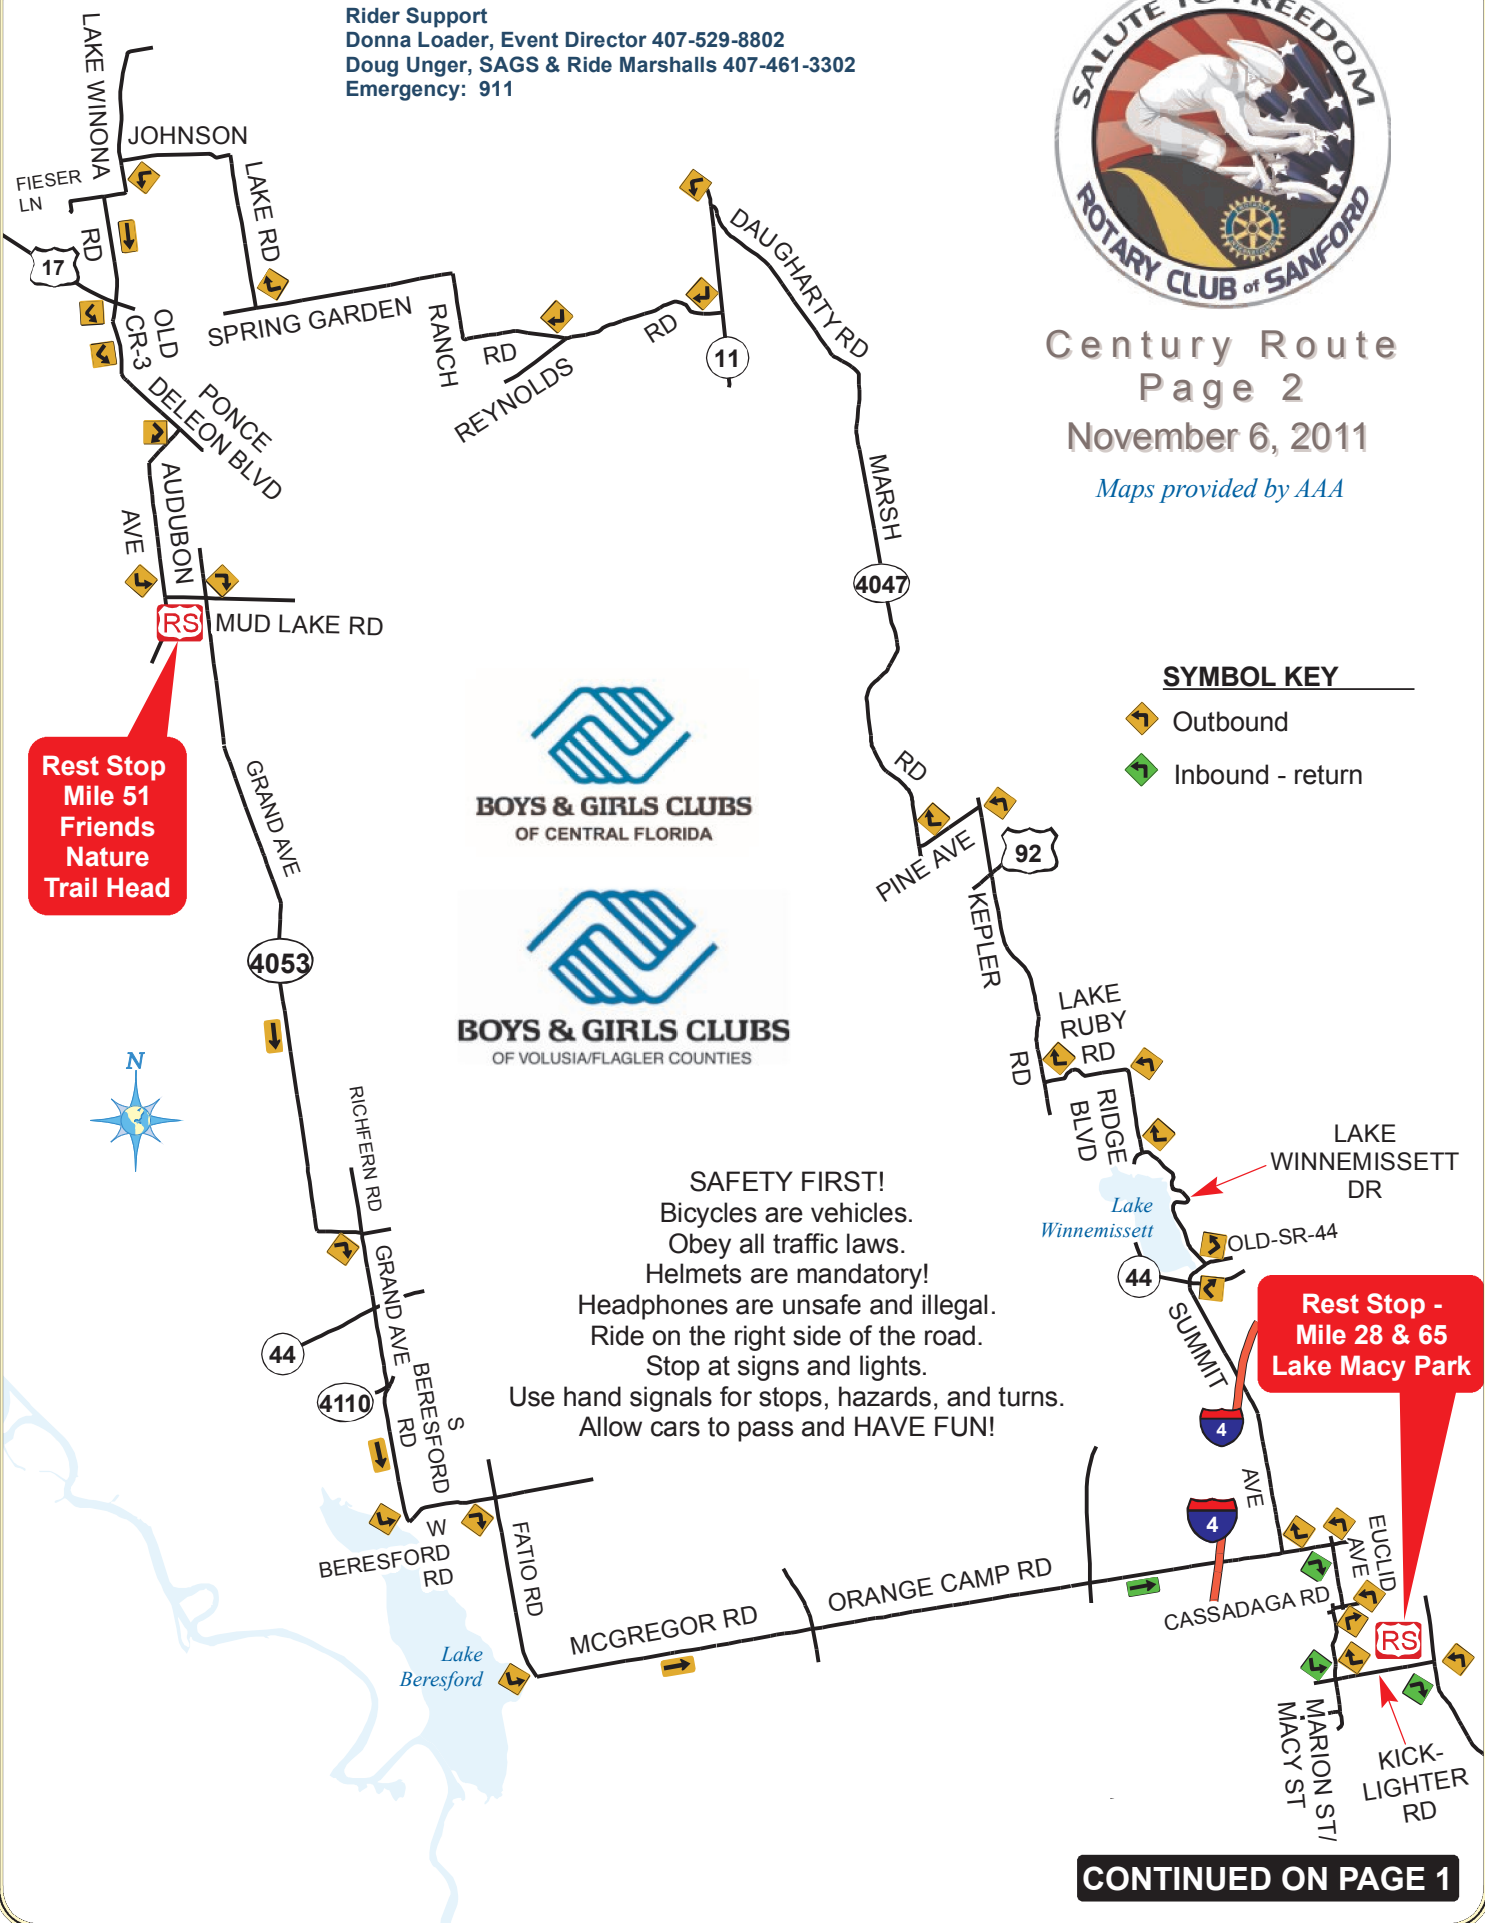 Rider Support
Donna Loader, Event Director 407-529-8802
Doug Unger, SAGS & Ride Marshalls 407-461-3302
Emergency: 911
SALUTE TO FREEDOM
ROTARY CLUB of SANFORD
Century Route
Page 2
November 6, 2011
Maps provided by AAA
LAKE WINONA
RD
JOHNSON
LAKE RD
FIESER
LN
17
OLD
CR-3
SPRING GARDEN
RANCH
RD
REYNOLDS
RD
11
DAUGHARTY RD
PONCE
DELEON BLVD
AUDUBON
AVE
MARSH
4047
RD
RS
MUD LAKE RD
Rest Stop
Mile 51
Friends
Nature
Trail Head
SYMBOL KEY
Outbound
Inbound - return
BOYS & GIRLS CLUBS
OF CENTRAL FLORIDA
BOYS & GIRLS CLUBS
OF VOLUSIA/FLAGLER COUNTIES
GRAND AVE
4053
PINE AVE
92
KEPLER
RD
LAKE
RUBY
RD
RIDGE
BLVD
N
RICHFERN RD
LAKE
WINNEMISSETT
DR
Lake
Winnemissett
OLD-SR-44
44
SUMMIT
AVE
SAFETY FIRST!
Bicycles are vehicles.
Obey all traffic laws.
Helmets are mandatory!
Headphones are unsafe and illegal.
Ride on the right side of the road.
Stop at signs and lights.
Use hand signals for stops, hazards, and turns.
Allow cars to pass and HAVE FUN!
Rest Stop -
Mile 28 & 65
Lake Macy Park
GRAND AVE
44
4110
S
BERESFORD
RD
W
BERESFORD
RD
FATIO RD
4
4
EUCLID
AVE
ORANGE CAMP RD
CASSADAGA RD
MCGREGOR RD
RS
Lake
Beresford
MARION ST/
MACY ST
KICK-
LIGHTER
RD
CONTINUED ON PAGE 1